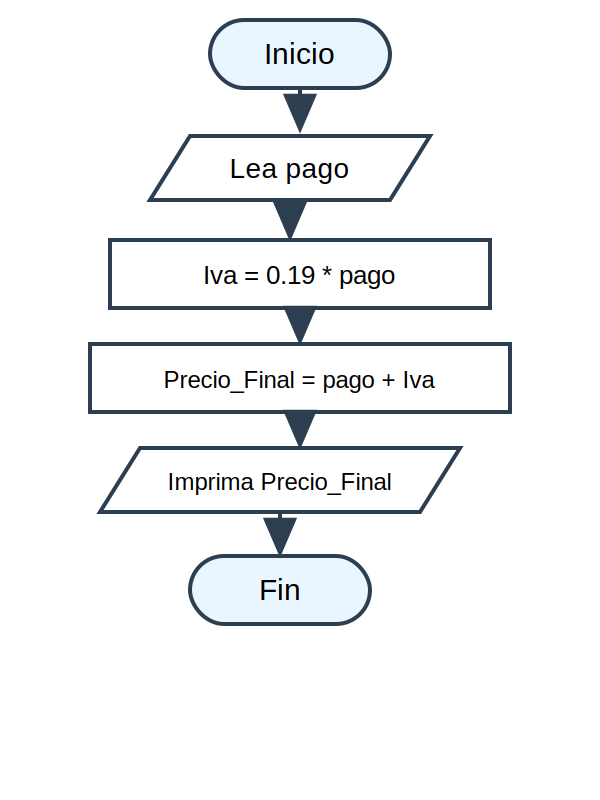 Inicio
Lea pago
Iva = 0.19 * pago
Precio_Final = pago + Iva
Imprima Precio_Final
Fin